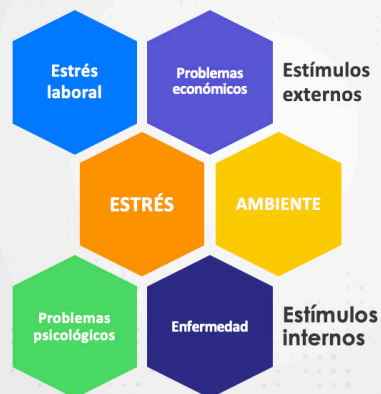 Estrés
laboral
Problemas
económicos
Estímulos
externos
ESTRÉS
AMBIENTE
Problemas
psicológicos
Enfermedad
Estímulos
internos